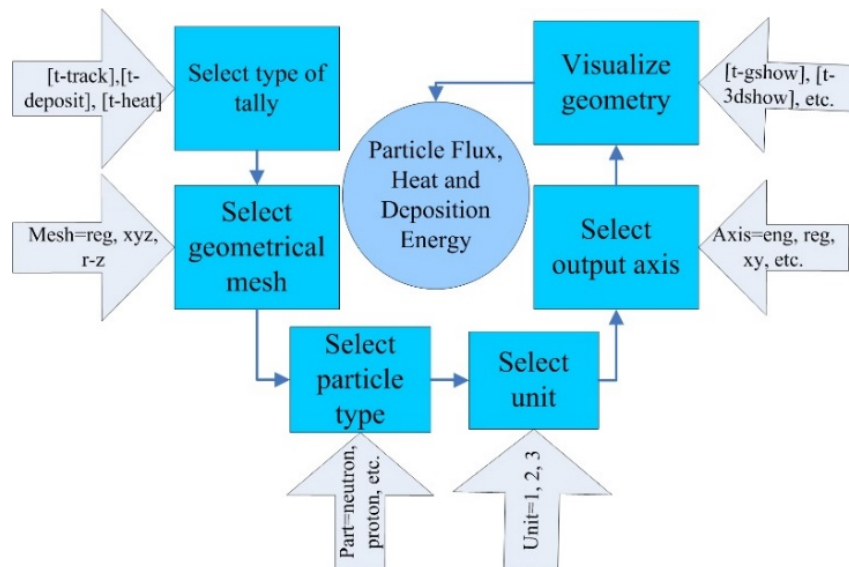 [t-track],[t-
deposit], [t-heat]
Select type of
tally
Mesh=reg, xyz,
r-z
Select
geometrical
mesh
Part=neutron,
proton, etc.
Select
particle
type
Unit=1, 2, 3
Select
unit
Axis=eng, reg,
xy, etc.
Select
output axis
[t-gshow], [t-
3dshow], etc.
Visualize
geometry
Particle Flux,
Heat and
Deposition
Energy